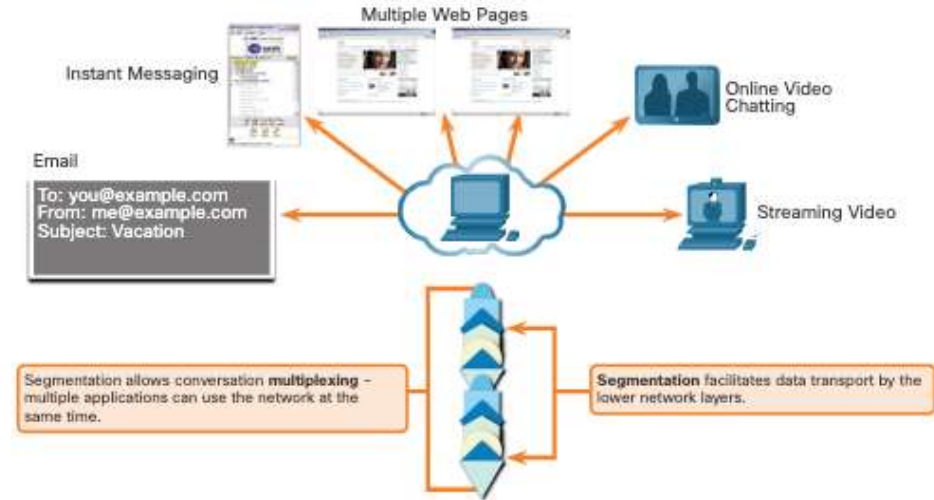 Multiple Web Pages
Instant Messaging
Online Video
Chatting
Email
To: you@example.com
From: me@example.com
Subject: Vacation
Streaming Video
Segmentation allows conversation multiplexing –
multiple applications can use the network at the
same time.
Segmentation facilitates data transport by the
lower network layers.